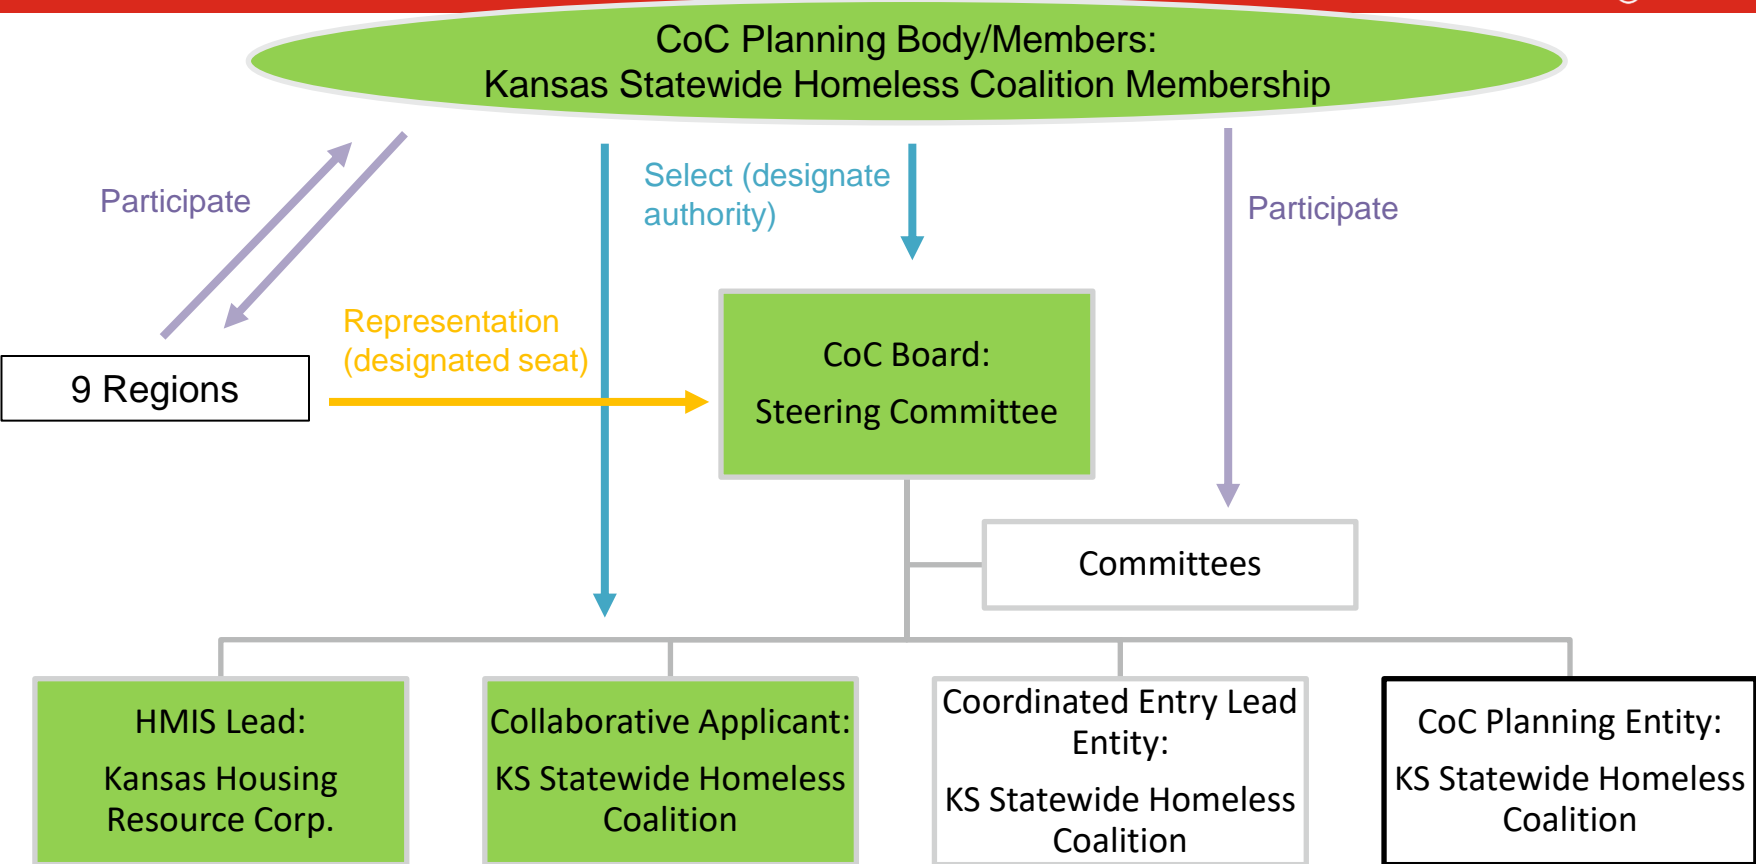 CoC Planning Body/Members:
Kansas Statewide Homeless Coalition Membership
Participate
Select (designate
authority)
Participate
Representation
(designated seat)
9 Regions
CoC Board:
Steering Committee
Committees
HMIS Lead:
Kansas Housing
Resource Corp.
Collaborative Applicant:
KS Statewide Homeless
Coalition
Coordinated Entry Lead
Entity:
KS Statewide Homeless
Coalition
CoC Planning Entity:
KS Statewide Homeless
Coalition